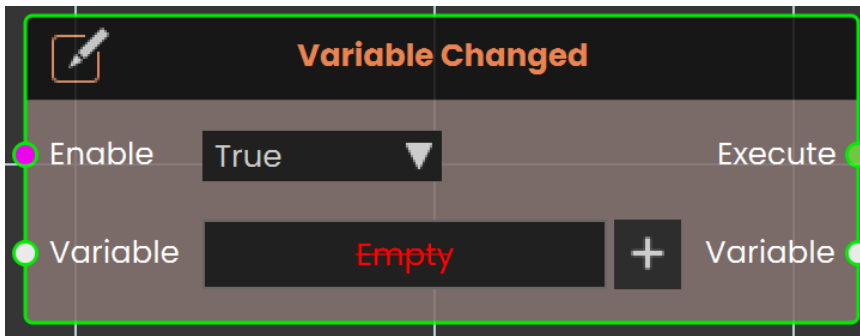 Variable Changed
Enable True Execute
Variable Empty + Variable